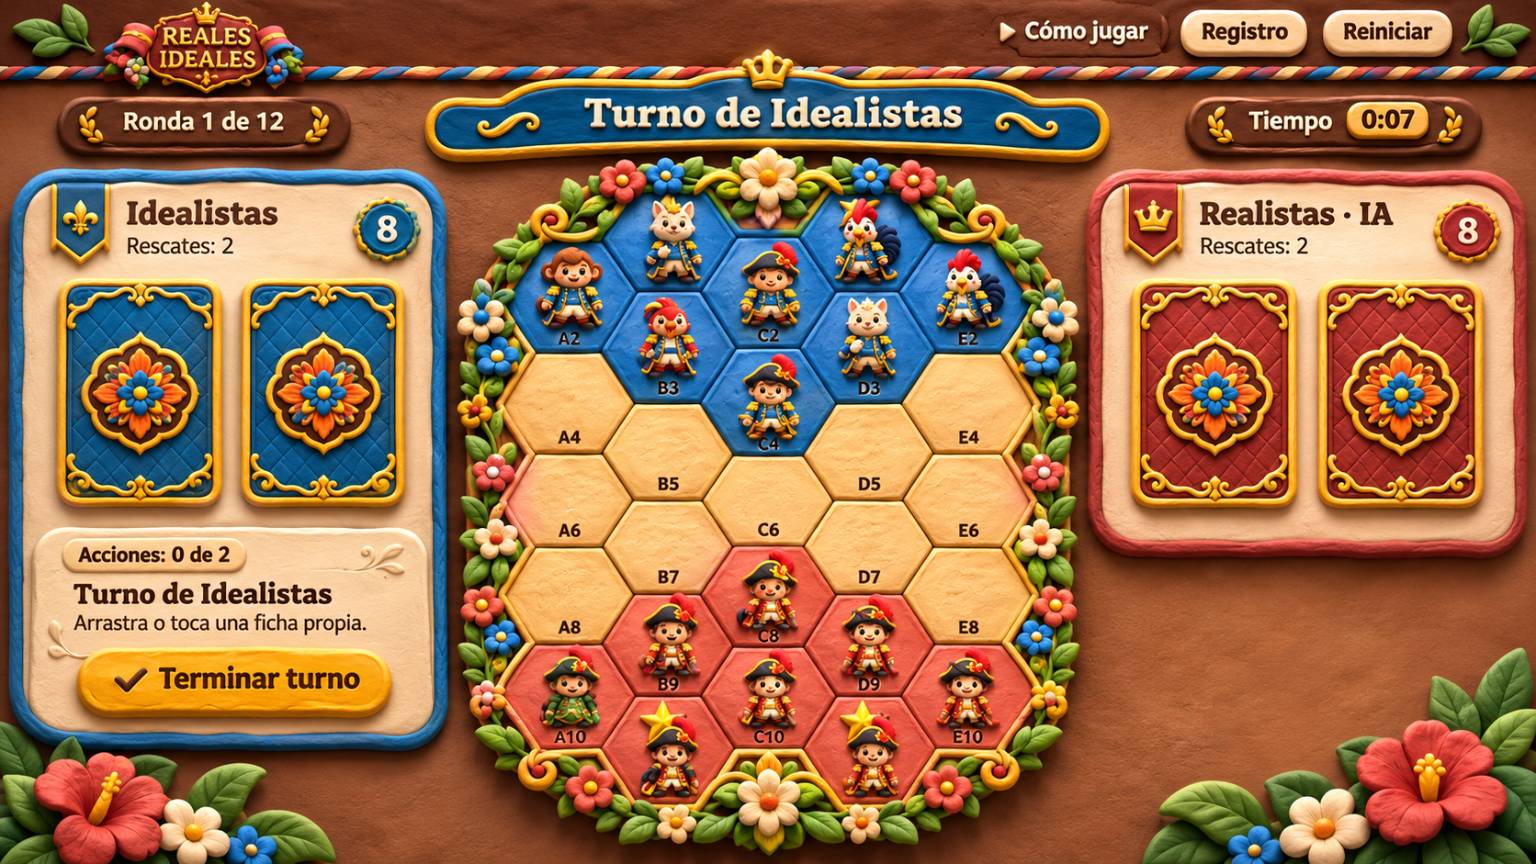 REALES
IDEALES
Cómo jugar
Registro
Reiniciar
Ronda 1 de 12
Turno de Idealistas
Tiempo 0:07
Idealistas
Rescates: 2
8
Realistas · IA
Rescates: 2
8
A2
C2
E2
B3
D3
A4
C4
E4
B5
D5
A6
C6
E6
B7
D7
A8
C8
E8
B9
D9
A10
C10
E10
Acciones: 0 de 2
Turno de Idealistas
Arrastra o toca una ficha propia.
Terminar turno